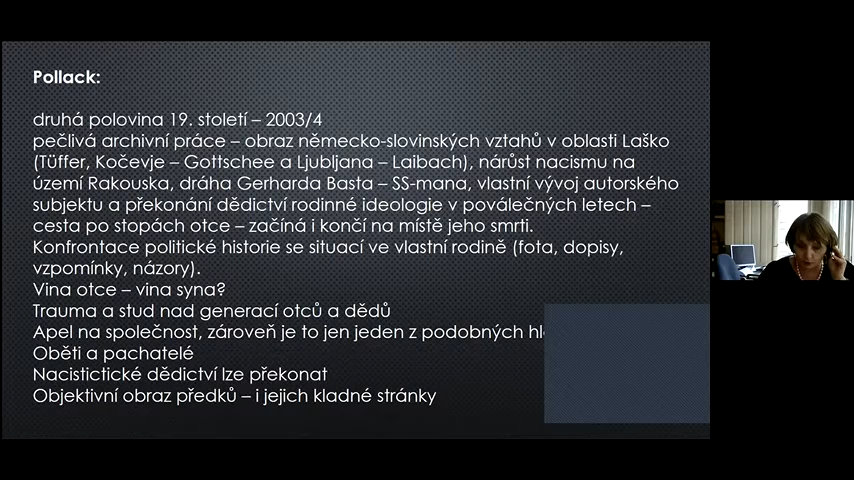 Pollack:
druhá polovina 19. století – 2003/4
pečlivá archivní práce – obraz německo-slovinských vztahů v oblasti Laško
(Tüffer, Kočevje – Gottschee a Ljubljana – Laibach), nárůst nacismu na
území Rakouska, dráha Gerharda Basta – SS-mana, vlastní vývoj autorského
subjektu a překonání dědictví rodinné ideologie v poválečných letech –
cesta po stopách otce – začíná i končí na místě jeho smrti.
Konfrontace politické historie se situací ve vlastní rodině (fota, dopisy,
vzpomínky, názory).
Vina otce – vina syna?
Trauma a stud nad generací otců a dědů
Apel na společnost, zároveň je to jen jeden z podobných
Oběti a pachatelé
Nacistictické dědictví lze překonat
Objektivní obraz předků – i jejich kladné stránky